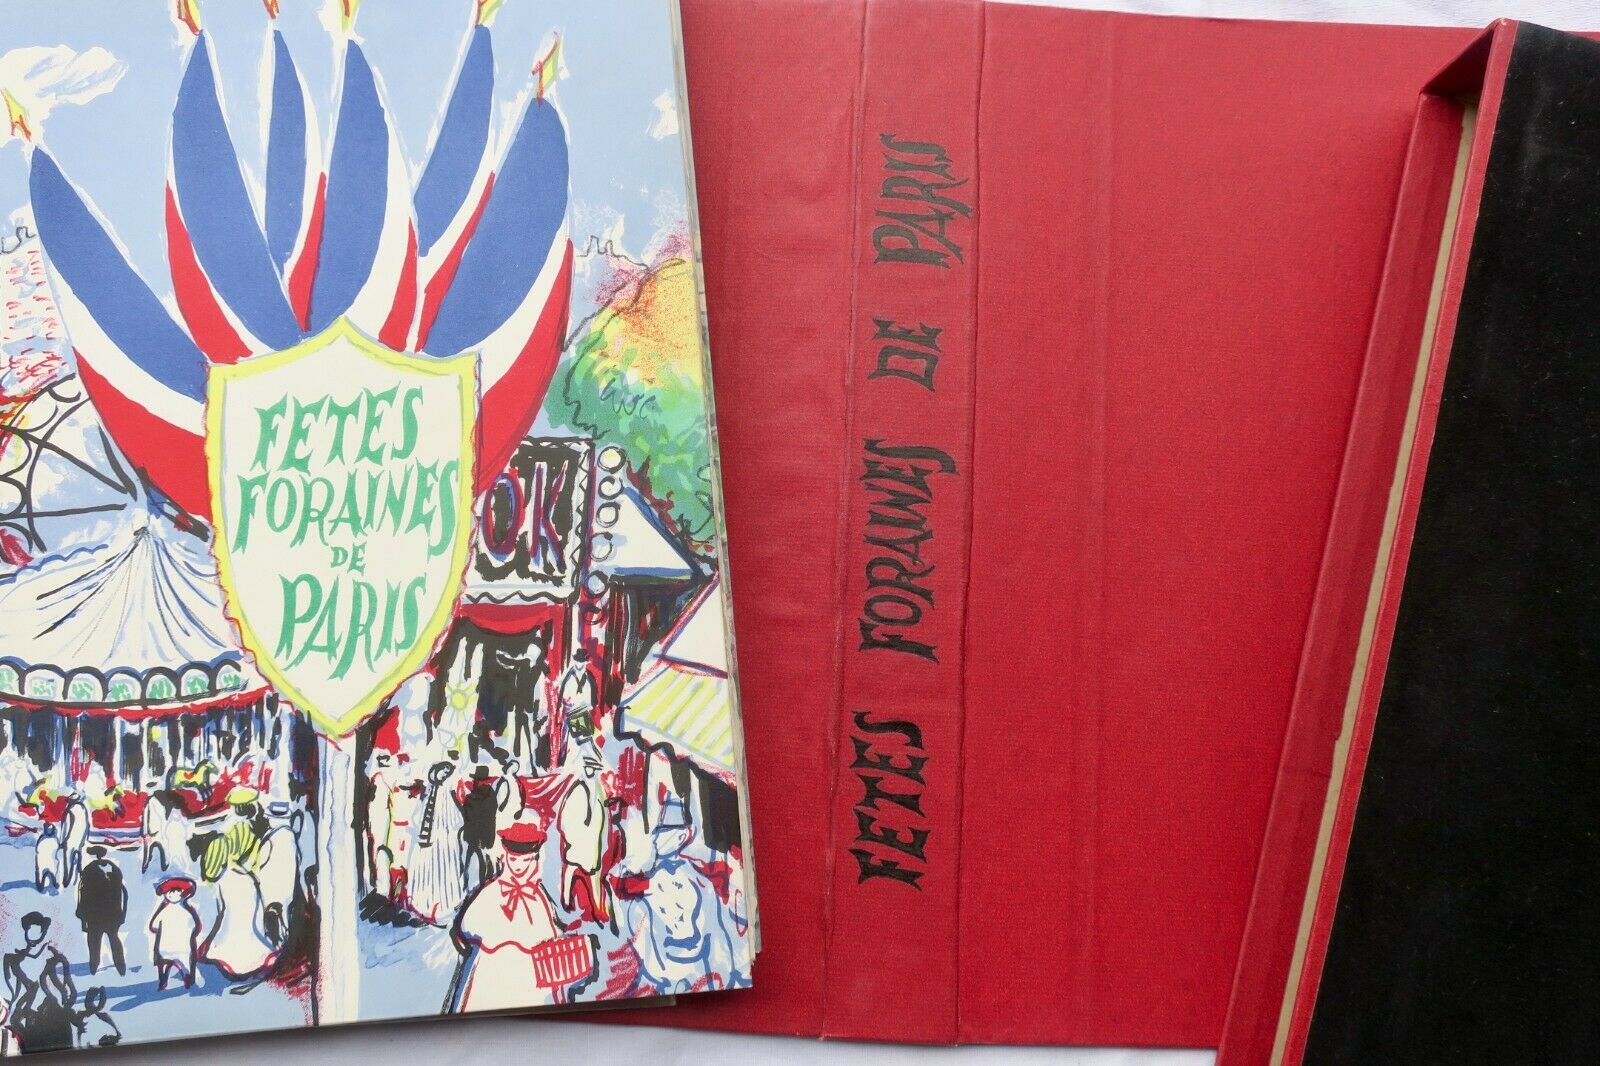 FETES
FORAINES
DE
PARIS
OK
FETES FORAINES DE PARIS